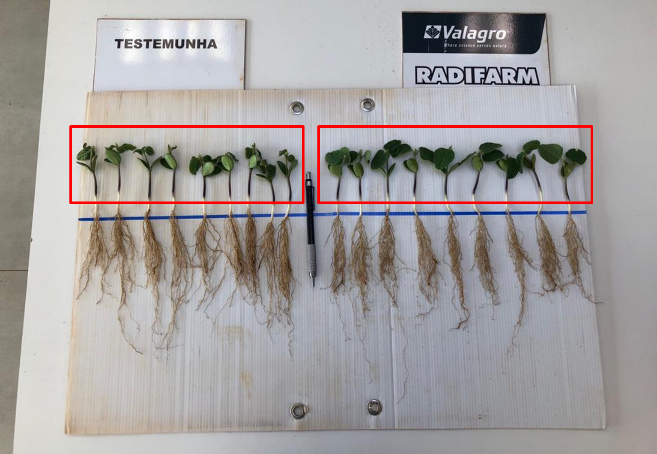 TESTEMUNHA
Valagro
Where science serves nature
RADIFARM